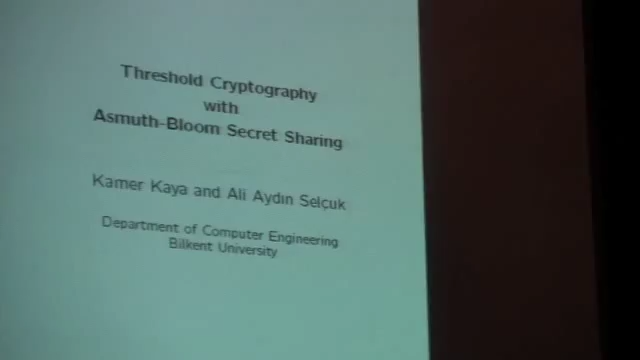 Threshold Cryptography
with
Asmuth-Bloom Secret Sharing
Kamer Kaya and Ali Aydın Selçuk
Department of Computer Engineering
Bilkent University